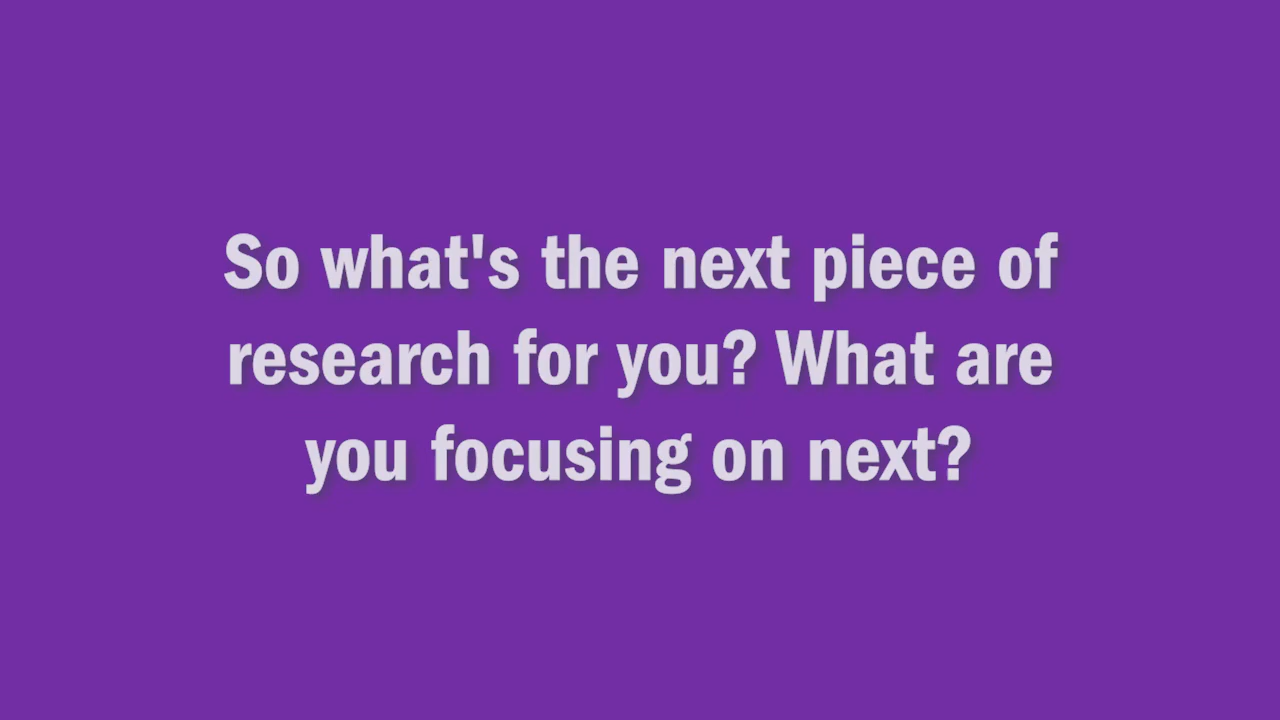 So what's the next piece of
research for you? What are
you focusing on next?